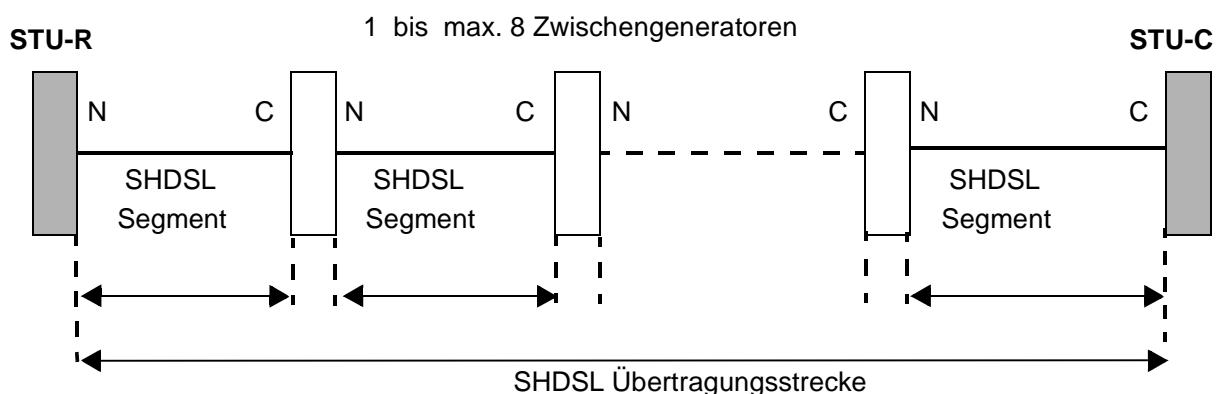 1 bis max. 8 Zwischengeneratoren
STU-R
STU-C
N C N C N C N C
SHDSL
Segment
SHDSL
Segment
SHDSL
Segment
SHDSL Übertragungsstrecke